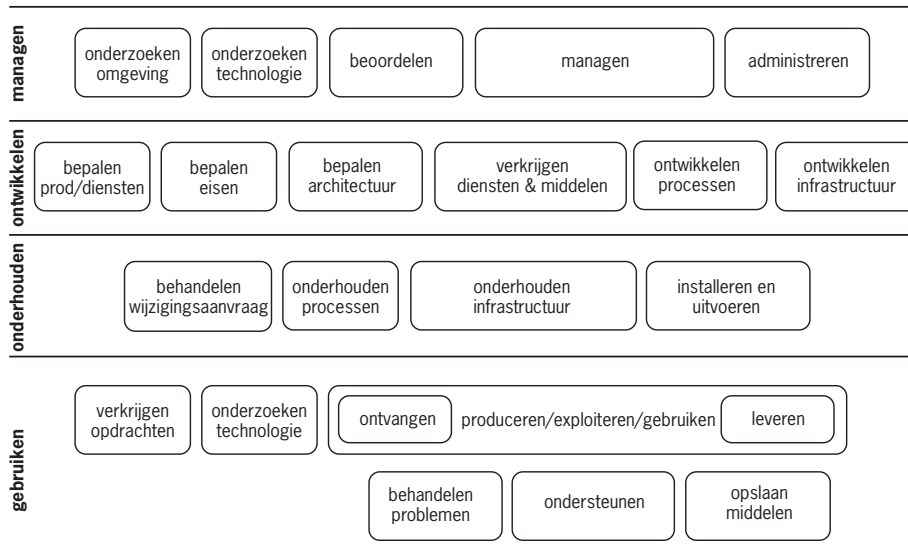 managen
onderzoeken
omgeving
onderzoeken
technologie
beoordelen
managen
administreren
ontwikkelen
bepalen
prod/diensten
bepalen
eisen
bepalen
architectuur
verkrijgen
diensten & middelen
ontwikkelen
processen
ontwikkelen
infrastructuur
onderhouden
behandelen
wijzigingsaanvraag
onderhouden
processen
onderhouden
infrastructuur
installeren en
uitvoeren
gebruiken
verkrijgen
opdrachten
onderzoeken
technologie
ontvangen
produceren/exploiteren/gebruiken
leveren
behandelen
problemen
ondersteunen
opslaan
middelen